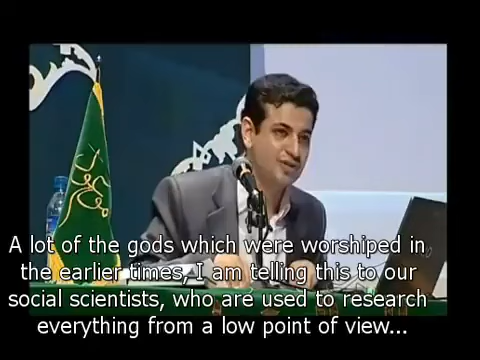 A lot of the gods which were worshiped in
the earlier times, I am telling this to our
social scientists, who are used to research
everything from a low point of view...